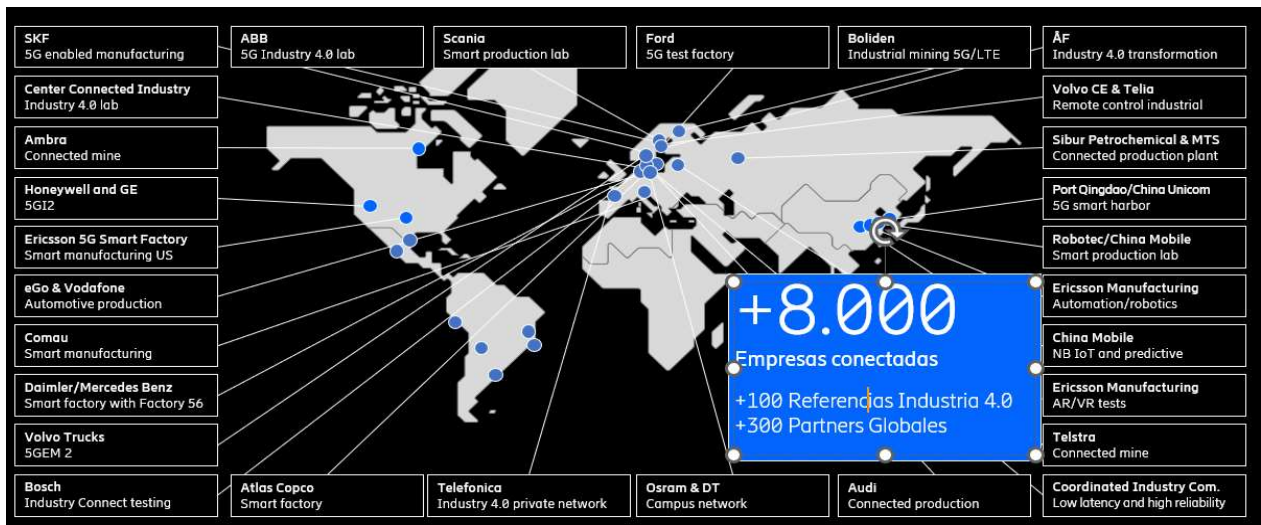 SKF
5G enabled manufacturing
ABB
5G Industry 4.0 lab
Scania
Smart production lab
Ford
5G test factory
Boliden
Industrial mining 5G/LTE
ÅF
Industry 4.0 transformation
Center Connected Industry
Industry 4.0 lab
Ambra
Connected mine
Honeywell and GE
5GI2
Ericsson 5G Smart Factory
Smart manufacturing US
eGo & Vodafone
Automotive production
Comau
Smart manufacturing
Daimler/Mercedes Benz
Smart factory with Factory 56
Volvo Trucks
5GEM 2
Bosch
Industry Connect testing
Atlas Copco
Smart factory
Telefonica
Industry 4.0 private network
Osram & DT
Campus network
Audi
Connected production
Volvo CE & Telia
Remote control industrial
Sibur Petrochemical & MTS
Connected production plant
Port Qingdao/China Unicom
5G smart harbor
Robotec/China Mobile
Smart production lab
Ericsson Manufacturing
Automation/robotics
China Mobile
NB IoT and predictive
Ericsson Manufacturing
AR/VR tests
Telstra
Connected mine
Coordinated Industry Com.
Low latency and high reliability
+8.000
Empresas conectadas
+100 Referencias Industria 4.0
+300 Partners Globales